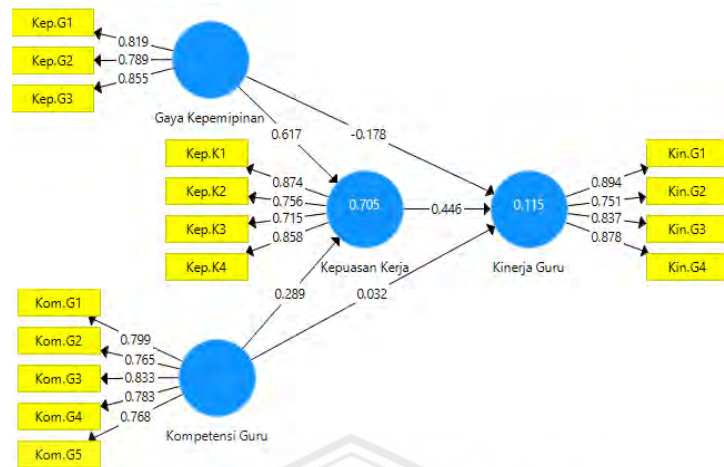 Kep.G1
0.819
Kep.G2
0.789
Kep.G3
0.855
Gaya Kepemipinan
0.617
-0.178
Kep.K1
0.874
Kep.K2
0.756
Kep.K3
0.715
Kep.K4
0.858
0.705
Kepuasan Kerja
0.446
0.115
Kinerja Guru
0.894
Kin.G1
0.751
Kin.G2
0.837
Kin.G3
0.878
Kin.G4
0.289
0.032
Kom.G1
0.799
Kom.G2
0.765
Kom.G3
0.833
Kom.G4
0.783
Kom.G5
0.768
Kompetensi Guru